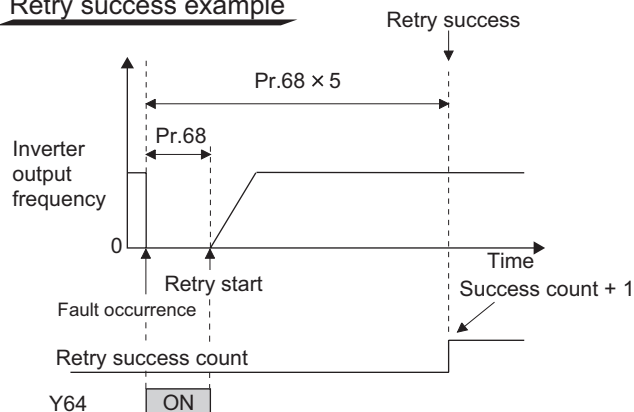 Retry success example
Retry success
Pr.68 × 5
Pr.68
Inverter
output
frequency
0
Time
Retry start
Success count + 1
Fault occurrence
Retry success count
Y64
ON